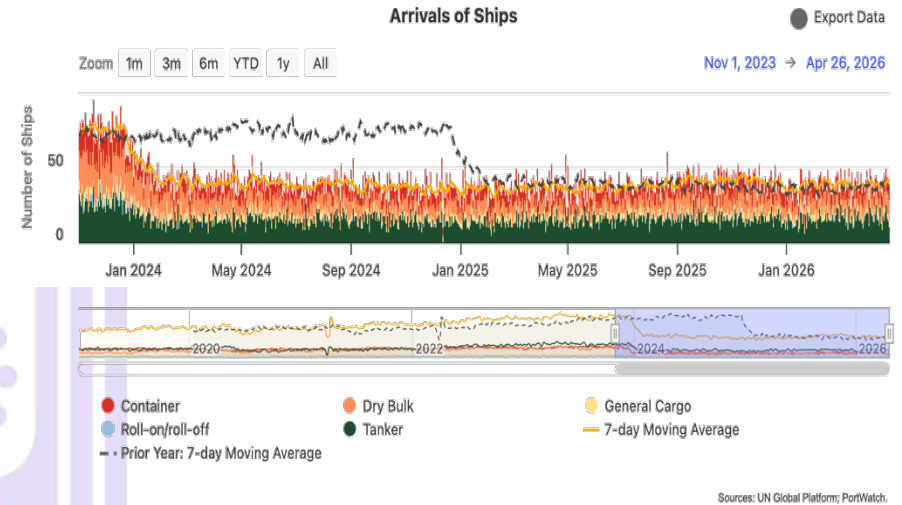 Arrivals of Ships
Export Data
Zoom 1m 3m 6m YTD 1y All
Nov 1, 2023 → Apr 26, 2026
Number of Ships
50
0
Jan 2024 May 2024 Sep 2024 Jan 2025 May 2025 Sep 2025 Jan 2026
2020 2022 2024 2026
Container Dry Bulk General Cargo
Roll-on/roll-off Tanker 7-day Moving Average
Prior Year: 7-day Moving Average
Sources: UN Global Platform; PortWatch.